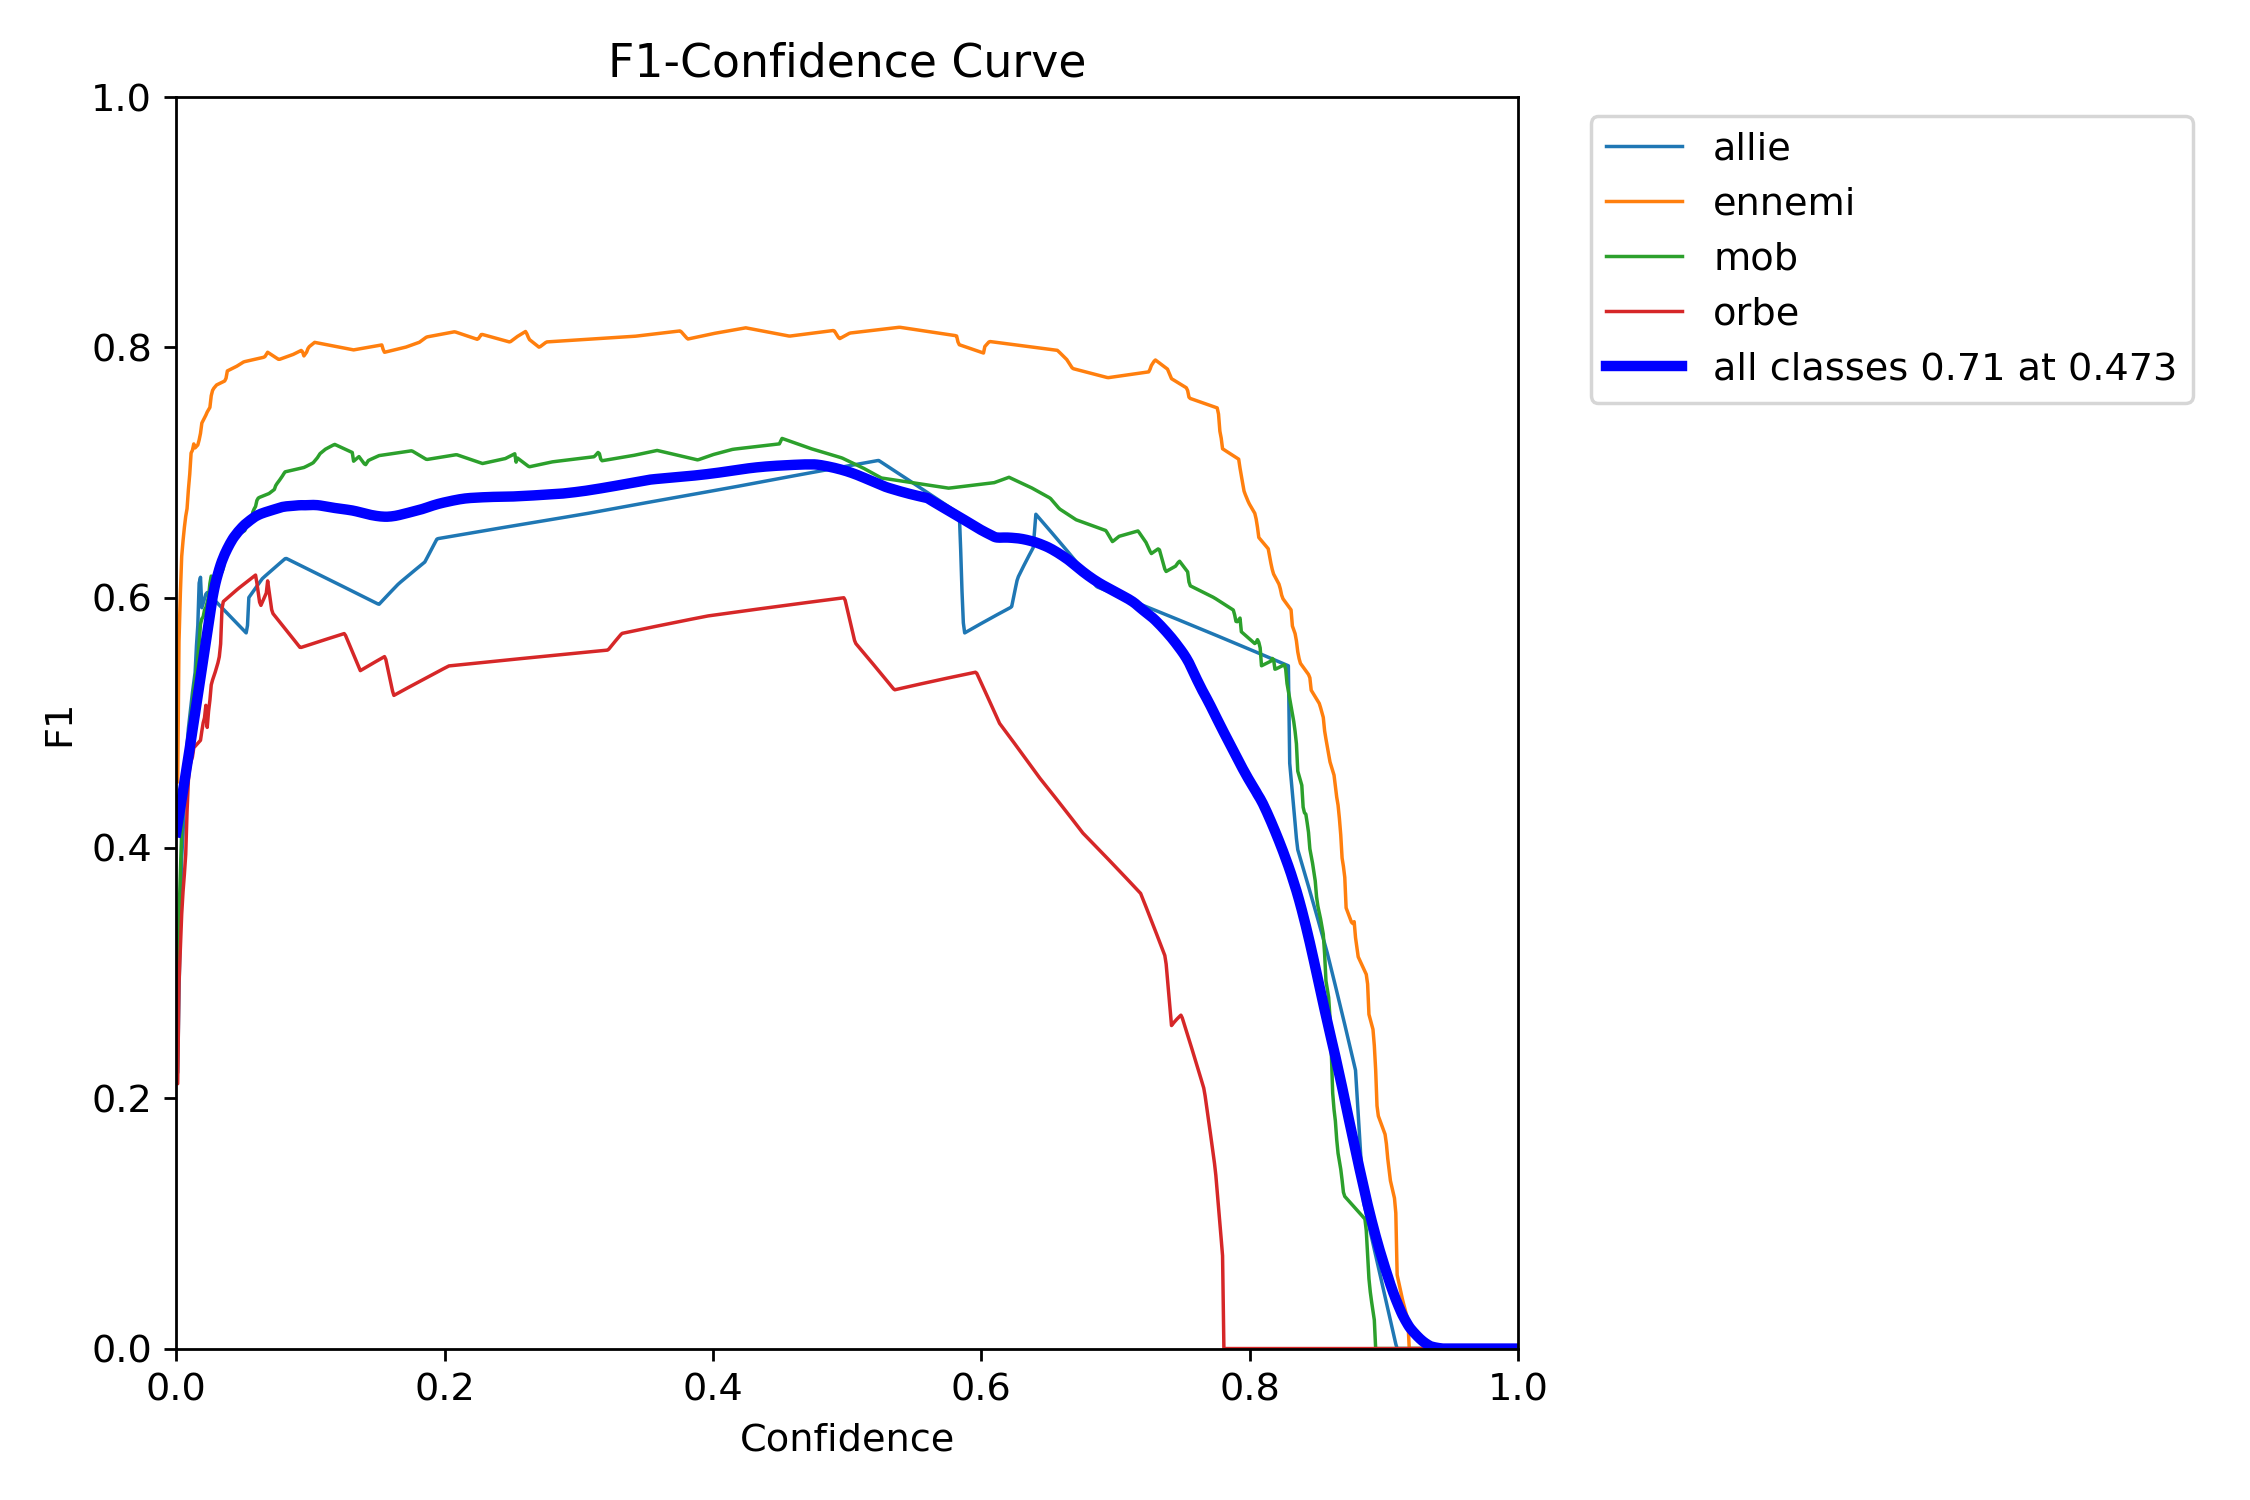 F1-Confidence Curve
1.0
0.8
0.6
0.4
0.2
0.0
F1
0.0 0.2 0.4 0.6 0.8 1.0
Confidence
allie
ennemi
mob
orbe
all classes 0.71 at 0.473